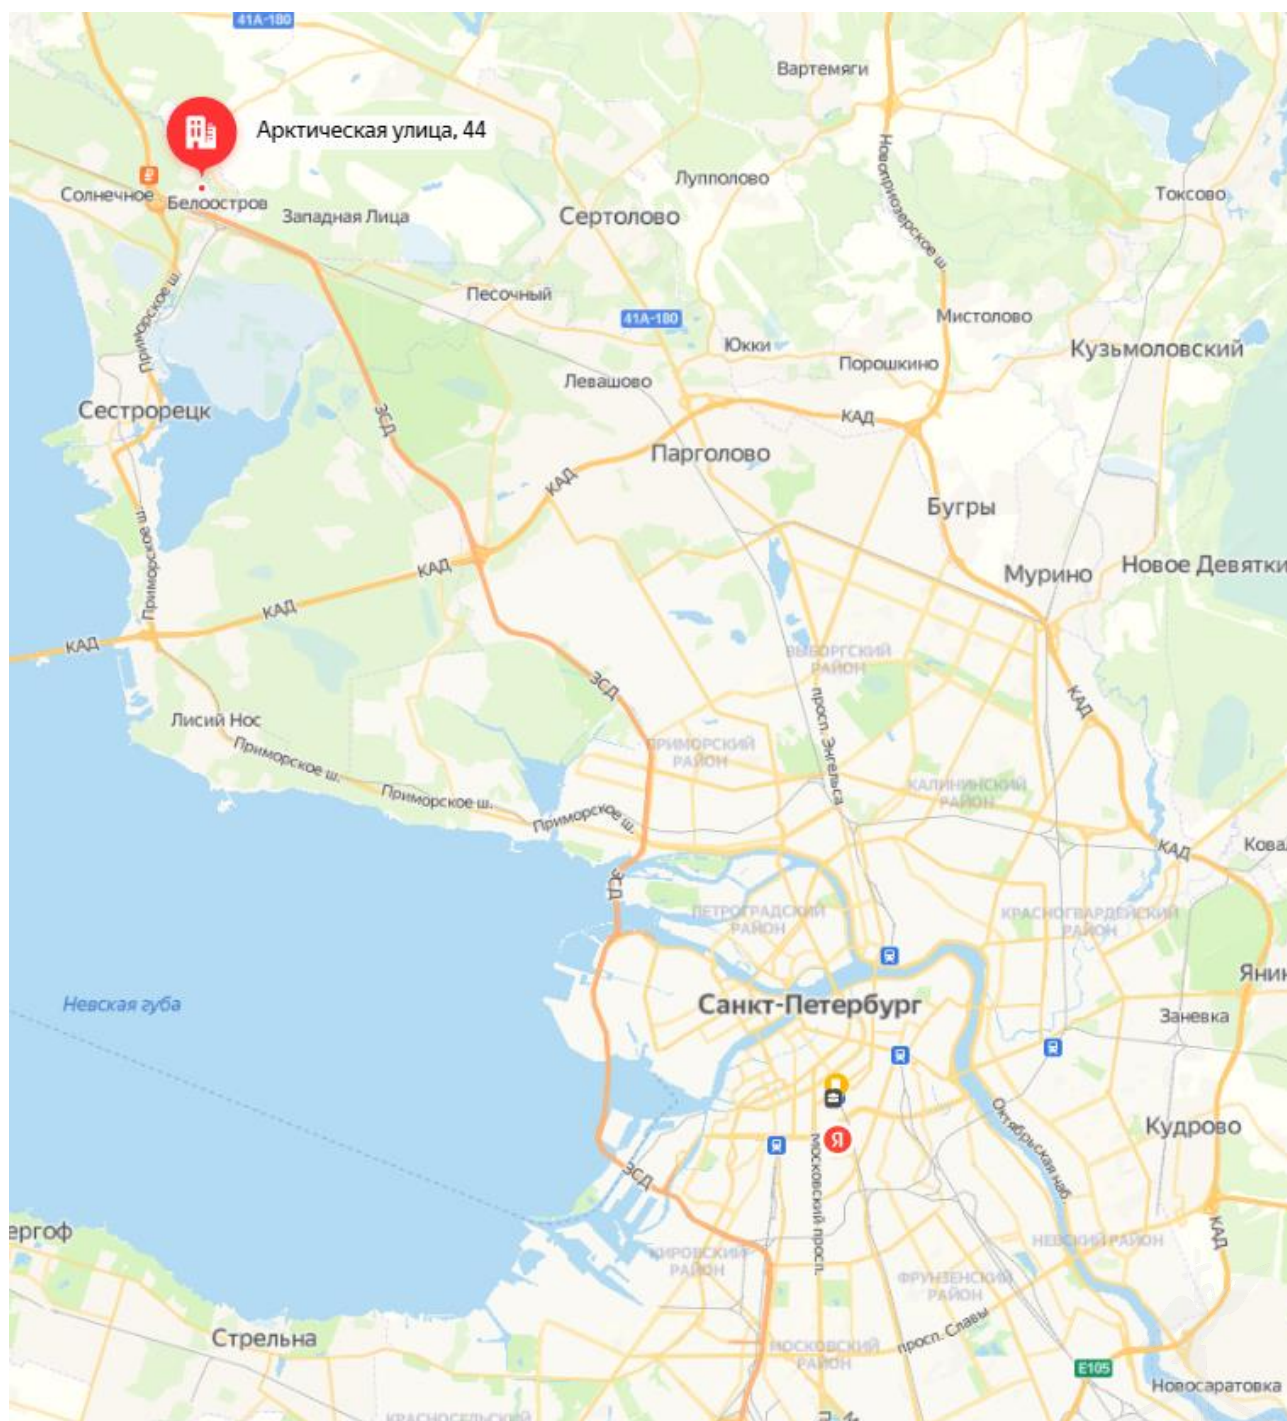 41А-180
Вартемяги
Арктическая улица, 44
Новоприозерское ш.
Лупполово
Солнечное
Токсово
Белоостров
Западная Лица
Сертолово
Приморское ш.
Песочный
41А-180
Мистолово
Юкки
Кузьмоловский
Порошкино
Левашово
Сестрорецк
ЗСД
КАД
Парголово
КАД
Бугры
Приморское ш.
КАД
Новое Девятки
Мурино
КАД
КАД
ВЫБОРГСКИЙ
РАЙОН
ЗСД
КАД
просп. Энгельса
Лисий Нос
Приморское ш.
ПРИМОРСКИЙ
РАЙОН
КАЛИНИНСКИЙ
РАЙОН
Приморское ш.
Приморское ш.
КАД
Кова
ЗСД
ПЕТРОГРАДСКИЙ
РАЙОН
КРАСНОГВАРДЕЙСКИЙ
РАЙОН
Яни
Невская губа
Санкт-Петербург
Заневка
Октябрьская наб.
Кудрово
Я
Московский просп.
ЗСД
ергоф
КИРОВСКИЙ
РАЙОН
НЕВСКИЙ РАЙОН
КАД
ФРУНЗЕНСКИЙ
РАЙОН
Стрельна
просп. Славы
МОСКОВСКИЙ
РАЙОН
Е105
Новосаратовка
КРАСНОСЕЛЬСКИЙ